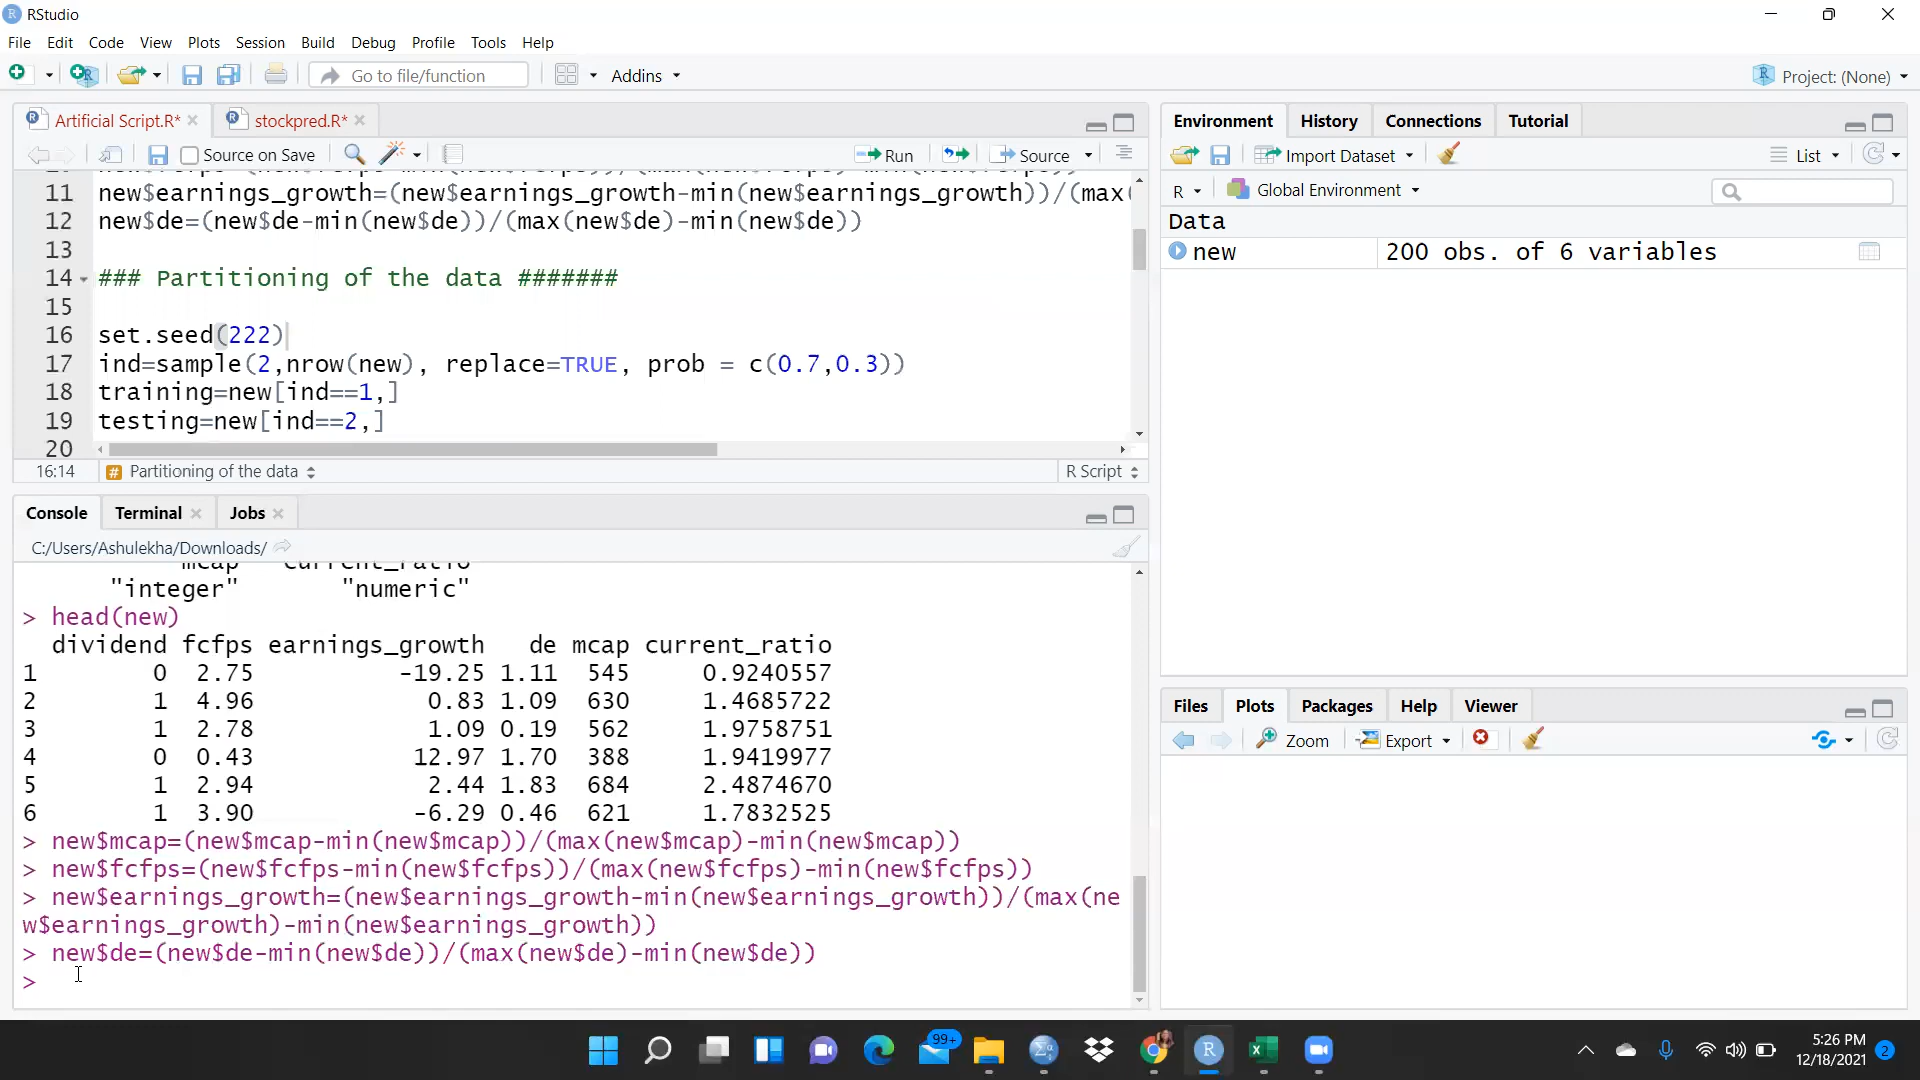 RStudio
File Edit Code View Plots Session Build Debug Profile Tools Help
Go to file/function Addins Project: (None)
Artificial Script.R* stockpred.R*
Source on Save Run Source
11 new$earnings_growth=(new$earnings_growth-min(new$earnings_growth))/(max(
12 new$de=(new$de-min(new$de))/(max(new$de)-min(new$de))
13
14 ### Partitioning of the data #######
15
16 set.seed(222)
17 ind=sample(2,nrow(new), replace=TRUE, prob = c(0.7,0.3))
18 training=new[ind==1,]
19 testing=new[ind==2,]
20
16:14 # Partitioning of the data R Script
Console Terminal Jobs
C:/Users/Ashulekha/Downloads/
mcap current_ratio
"integer" "numeric"
> head(new)
dividend fcfps earnings_growth de mcap current_ratio
1 0 2.75 -19.25 1.11 545 0.9240557
2 1 4.96 0.83 1.09 630 1.4685722
3 1 2.78 1.09 0.19 562 1.9758751
4 0 0.43 12.97 1.70 388 1.9419977
5 1 2.94 2.44 1.83 684 2.4874670
6 1 3.90 -6.29 0.46 621 1.7832525
> new$mcap=(new$mcap-min(new$mcap))/(max(new$mcap)-min(new$mcap))
> new$fcfps=(new$fcfps-min(new$fcfps))/(max(new$fcfps)-min(new$fcfps))
> new$earnings_growth=(new$earnings_growth-min(new$earnings_growth))/(max(ne
w$earnings_growth)-min(new$earnings_growth))
> new$de=(new$de-min(new$de))/(max(new$de)-min(new$de))
>
Environment History Connections Tutorial
Import Dataset List
R Global Environment
Data
new 200 obs. of 6 variables
Files Plots Packages Help Viewer
Zoom Export
99+
5:26 PM
12/18/2021 2